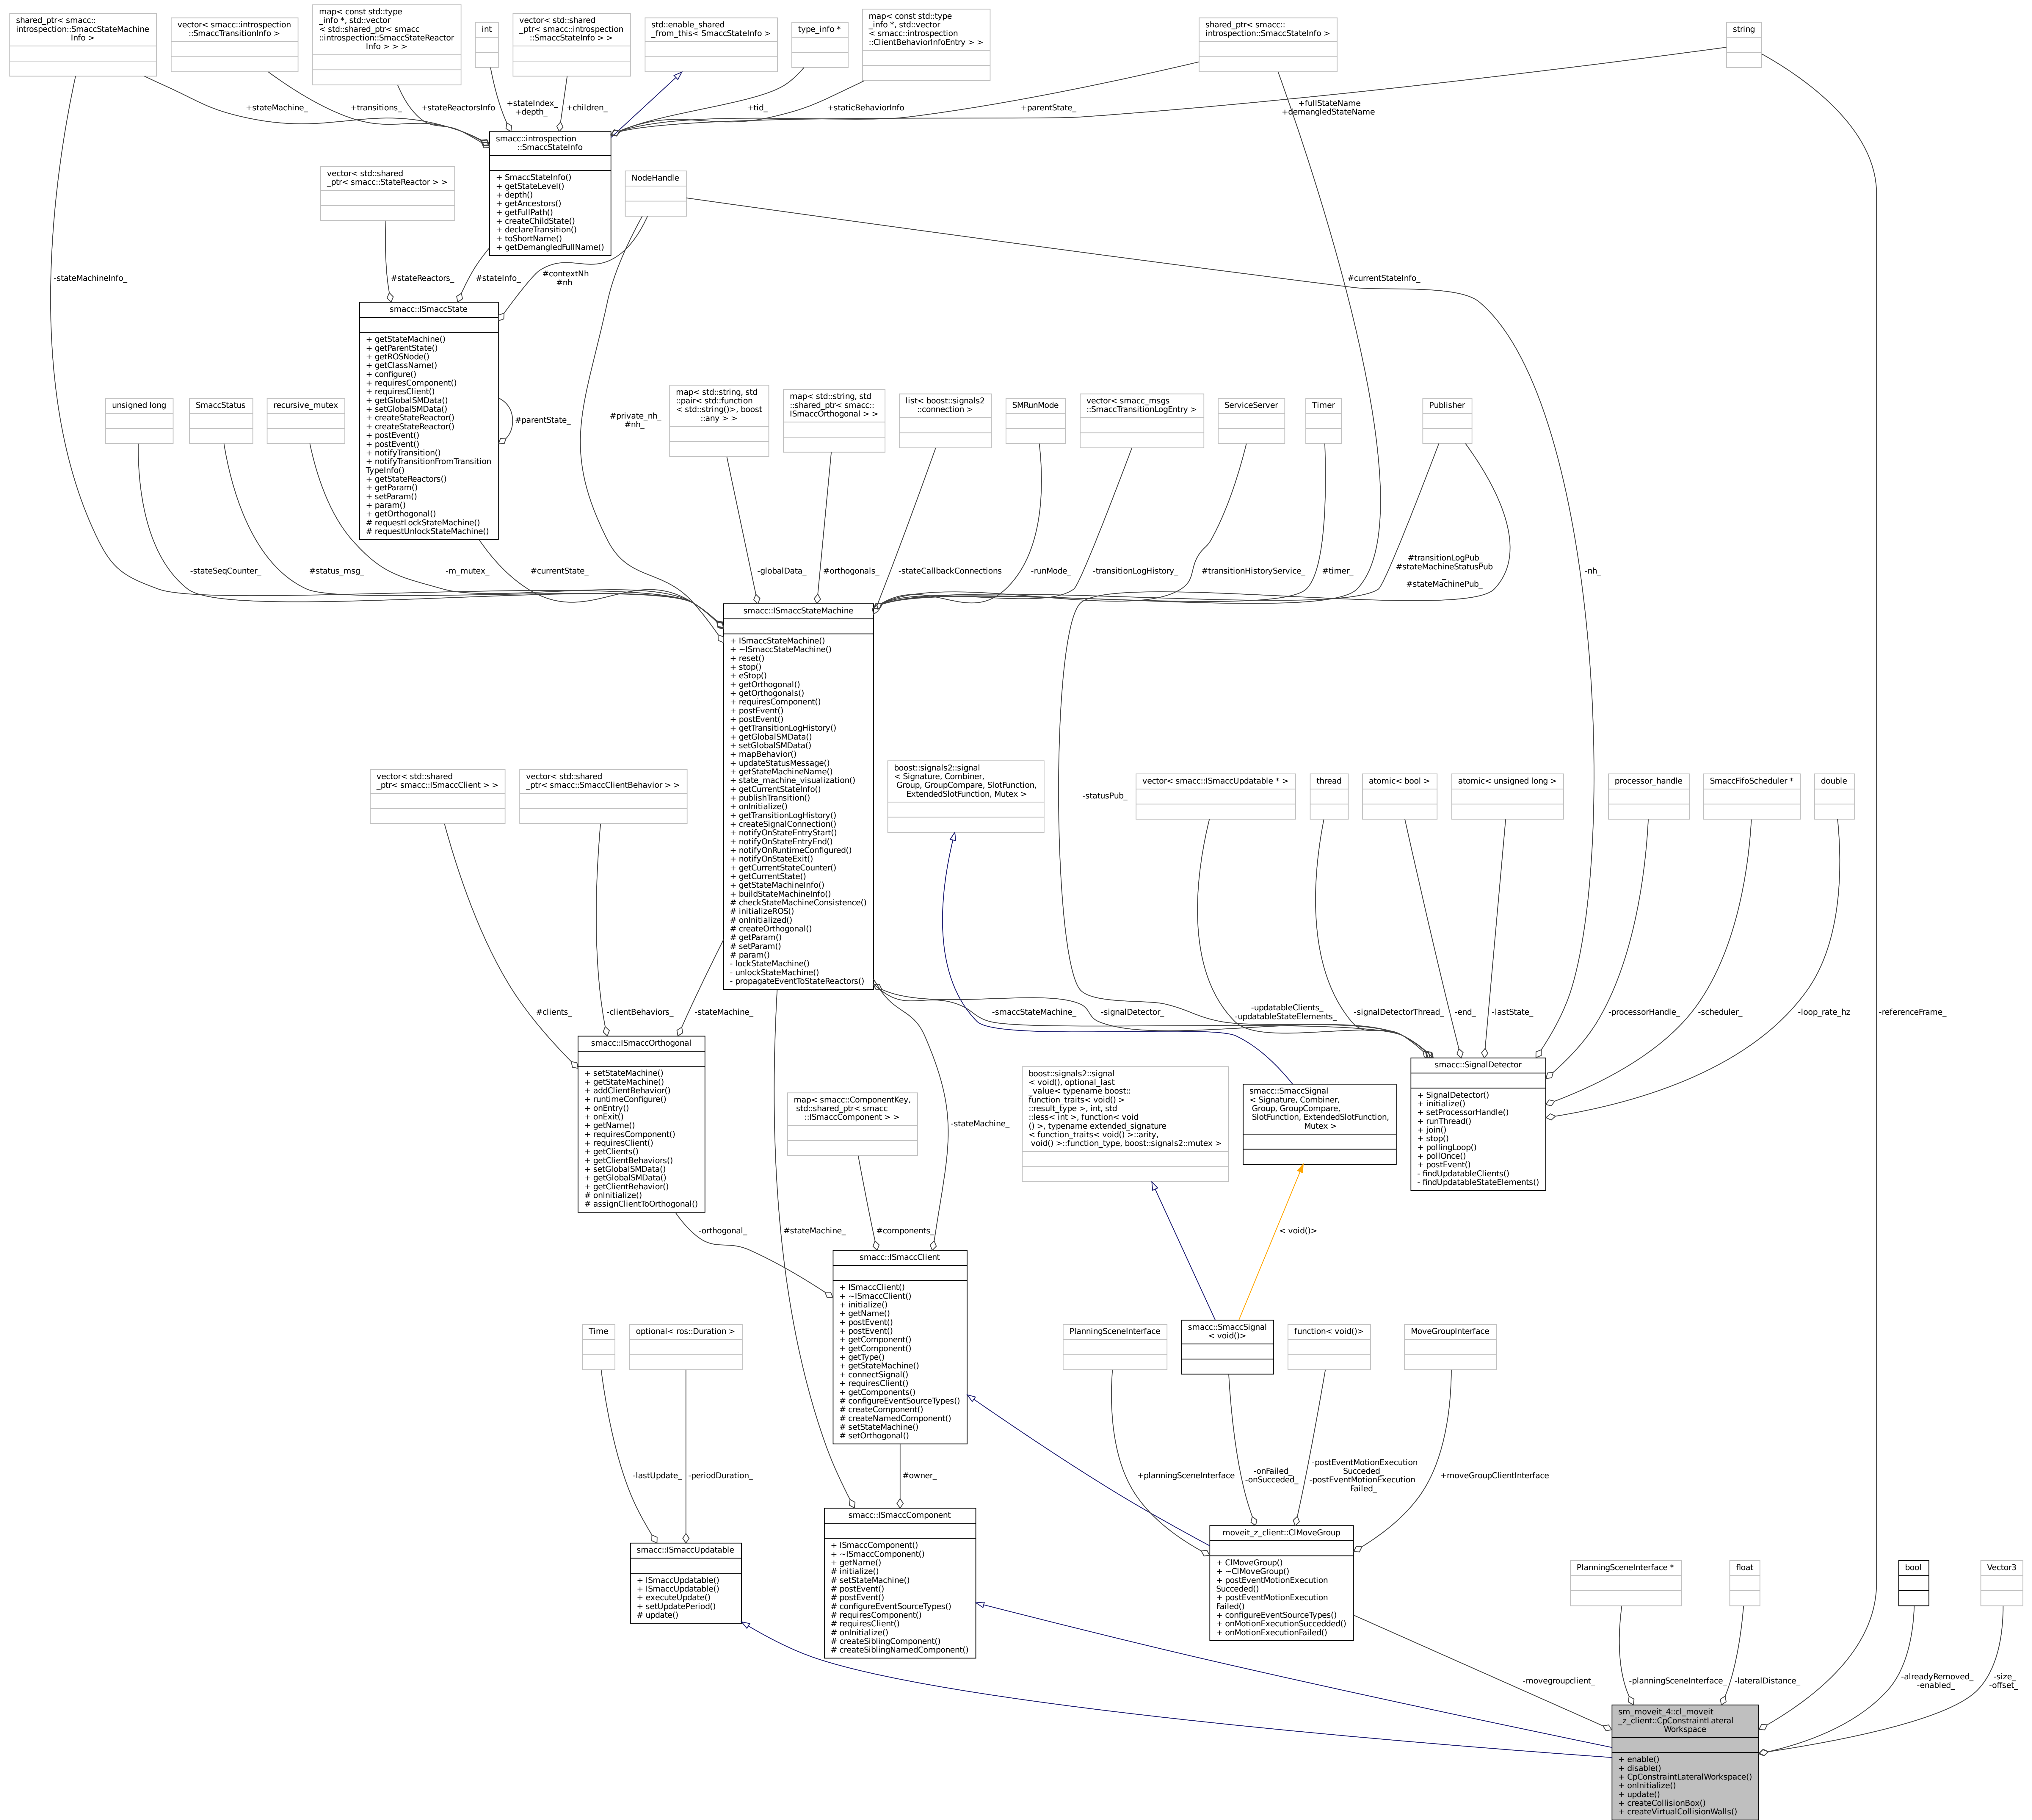 shared_ptr< smacc::
introspection::SmaccStateMachine
Info >
vector< smacc::introspection
::SmaccTransitionInfo >
map< const std::type
_info *, std::vector
< std::shared_ptr< smacc
::introspection::SmaccStateReactor
Info > > >
int
vector< std::shared
_ptr< smacc::introspection
::SmaccStateInfo > >
std::enable_shared
_from_this< SmaccStateInfo >
type_info *
map< const std::type
_info *, std::vector
< smacc::introspection
::ClientBehaviorInfoEntry > >
shared_ptr< smacc::
introspection::SmaccStateInfo >
string
+stateMachine_
+transitions_
+stateReactorsInfo
+stateIndex_
+depth_
+children_
+tid_
+staticBehaviorInfo
+parentState_
+fullStateName
+demangledStateName
smacc::introspection
::SmaccStateInfo
+ SmaccStateInfo()
+ getStateLevel()
+ depth()
+ getAncestors()
+ getFullPath()
+ createChildState()
+ declareTransition()
+ toShortName()
+ getDemangledFullName()
vector< std::shared
_ptr< smacc::StateReactor > >
NodeHandle
-stateMachineInfo_
#stateReactors_
#stateInfo_
#contextNh
#nh
#currentStateInfo_
smacc::ISmaccState
+ getStateMachine()
+ getParentState()
+ getROSNode()
+ getClassName()
+ configure()
+ requiresComponent()
+ requiresClient()
+ getGlobalSMData()
+ setGlobalSMData()
+ createStateReactor()
+ createStateReactor()
+ postEvent()
+ postEvent()
+ notifyTransition()
+ notifyTransitionFromTransition
TypeInfo()
+ getStateReactors()
+ getParam()
+ setParam()
+ param()
+ getOrthogonal()
# requestLockStateMachine()
# requestUnlockStateMachine()
#parentState_
unsigned long
SmaccStatus
recursive_mutex
#private_nh_
#nh_
map< std::string, std
::pair< std::function
< std::string()>, boost
::any > >
map< std::string, std
::shared_ptr< smacc::
ISmaccOrthogonal > >
list< boost::signals2
::connection >
SMRunMode
vector< smacc_msgs
::SmaccTransitionLogEntry >
ServiceServer
Timer
Publisher
-stateSeqCounter_
#status_msg_
-m_mutex_
#currentState_
-globalData_
#orthogonals_
-stateCallbackConnections
-runMode_
-transitionLogHistory_
#transitionHistoryService_
#timer_
#transitionLogPub_
#stateMachineStatusPub
_
#stateMachinePub_
-nh_
smacc::ISmaccStateMachine
+ ISmaccStateMachine()
+ ~ISmaccStateMachine()
+ reset()
+ stop()
+ eStop()
+ getOrthogonal()
+ getOrthogonals()
+ requiresComponent()
+ postEvent()
+ postEvent()
+ getTransitionLogHistory()
+ getGlobalSMData()
+ setGlobalSMData()
+ mapBehavior()
+ updateStatusMessage()
+ getStateMachineName()
+ state_machine_visualization()
+ getCurrentStateInfo()
+ publishTransition()
+ onInitialize()
+ getTransitionLogHistory()
+ createSignalConnection()
+ notifyOnStateEntryStart()
+ notifyOnStateEntryEnd()
+ notifyOnRuntimeConfigured()
+ notifyOnStateExit()
+ getCurrentStateCounter()
+ getCurrentState()
+ getStateMachineInfo()
+ buildStateMachineInfo()
# checkStateMachineConsistence()
# initializeROS()
# onInitialized()
# createOrthogonal()
# getParam()
# setParam()
# param()
- lockStateMachine()
- unlockStateMachine()
- propagateEventToStateReactors()
vector< std::shared
_ptr< smacc::ISmaccClient > >
vector< std::shared
_ptr< smacc::SmaccClientBehavior > >
boost::signals2::signal
< Signature, Combiner,
Group, GroupCompare, SlotFunction,
ExtendedSlotFunction, Mutex >
-statusPub_
vector< smacc::ISmaccUpdatable * >
thread
atomic< bool >
atomic< unsigned long >
processor_handle
SmaccFifoScheduler *
double
#clients_
-clientBehaviors_
-stateMachine_
-smaccStateMachine_
-signalDetector_
-updatableClients_
-updatableStateElements_
-signalDetectorThread_
-end_
-lastState_
-processorHandle_
-scheduler_
-loop_rate_hz
-referenceFrame_
smacc::ISmaccOrthogonal
+ setStateMachine()
+ getStateMachine()
+ addClientBehavior()
+ runtimeConfigure()
+ onEntry()
+ onExit()
+ getName()
+ requiresComponent()
+ requiresClient()
+ getClients()
+ getClientBehaviors()
+ setGlobalSMData()
+ getGlobalSMData()
+ getClientBehavior()
# onInitialize()
# assignClientToOrthogonal()
map< smacc::ComponentKey,
std::shared_ptr< smacc
::ISmaccComponent > >
-stateMachine_
boost::signals2::signal
< void(), optional_last
_value< typename boost::
function_traits< void() >
::result_type >, int, std
::less< int >, function< void
() >, typename extended_signature
< function_traits< void() >::arity,
void() >::function_type, boost::signals2::mutex >
smacc::SmaccSignal
< Signature, Combiner,
Group, GroupCompare,
SlotFunction, ExtendedSlotFunction,
Mutex >
smacc::SignalDetector
+ SignalDetector()
+ initialize()
+ setProcessorHandle()
+ runThread()
+ join()
+ stop()
+ pollingLoop()
+ pollOnce()
+ postEvent()
- findUpdatableClients()
- findUpdatableStateElements()
-orthogonal_
#stateMachine_
#components_
< void()>
smacc::ISmaccClient
+ ISmaccClient()
+ ~ISmaccClient()
+ initialize()
+ getName()
+ postEvent()
+ postEvent()
+ getComponent()
+ getComponent()
+ getType()
+ getStateMachine()
+ connectSignal()
+ requiresClient()
+ getComponents()
# configureEventSourceTypes()
# createComponent()
# createNamedComponent()
# setStateMachine()
# setOrthogonal()
Time
optional< ros::Duration >
PlanningSceneInterface
smacc::SmaccSignal
< void()>
function< void()>
MoveGroupInterface
-lastUpdate_
-periodDuration_
#owner_
+planningSceneInterface
-onFailed_
-onSucceded_
-postEventMotionExecution
Succeded_
-postEventMotionExecution
Failed_
+moveGroupClientInterface
smacc::ISmaccUpdatable
+ ISmaccUpdatable()
+ ISmaccUpdatable()
+ executeUpdate()
+ setUpdatePeriod()
# update()
smacc::ISmaccComponent
+ ISmaccComponent()
+ ~ISmaccComponent()
+ getName()
# initialize()
# setStateMachine()
# postEvent()
# postEvent()
# configureEventSourceTypes()
# requiresComponent()
# requiresClient()
# onInitialize()
# createSiblingComponent()
# createSiblingNamedComponent()
moveit_z_client::ClMoveGroup
+ ClMoveGroup()
+ ~ClMoveGroup()
+ postEventMotionExecution
Succeded()
+ postEventMotionExecution
Failed()
+ configureEventSourceTypes()
+ onMotionExecutionSuccedded()
+ onMotionExecutionFailed()
PlanningSceneInterface *
float
bool
Vector3
-movegroupclient_
-planningSceneInterface_
-lateralDistance_
-alreadyRemoved_
-enabled_
-size_
-offset_
sm_moveit_4::cl_moveit
_z_client::CpConstraintLateral
Workspace
+ enable()
+ disable()
+ CpConstraintLateralWorkspace()
+ onInitialize()
+ update()
+ createCollisionBox()
+ createVirtualCollisionWalls()